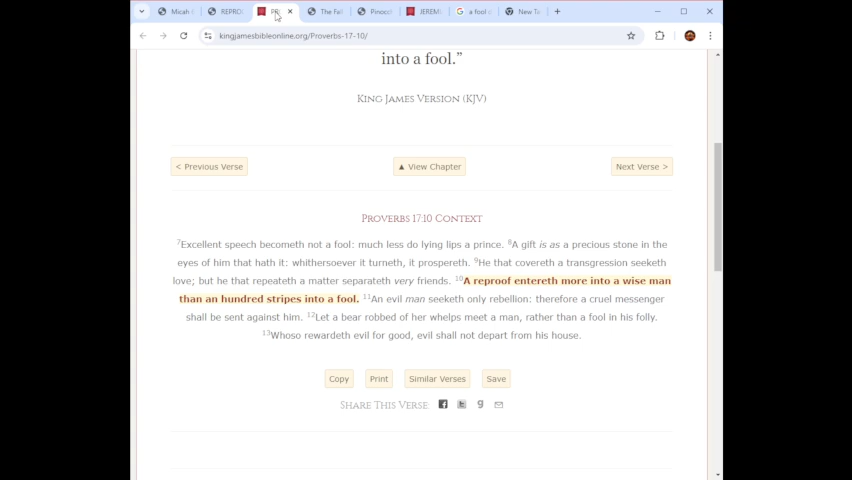 Micah
REPRO
PR
The Fal
Pinoc
JEREM
a fool
New Ta
kingjamesbibleonline.org/Proverbs-17-10/
into a fool.”
King James Version (KJV)
< Previous Verse
▲ View Chapter
Next Verse >
Proverbs 17:10 Context
7Excellent speech becometh not a fool: much less do lying lips a prince. 8A gift is as a precious stone in the
eyes of him that hath it: whithersoever it turneth, it prospereth. 9He that covereth a transgression seeketh
love; but he that repeateth a matter separateth very friends. 10A reproof entereth more into a wise man
than an hundred stripes into a fool. 11An evil man seeketh only rebellion: therefore a cruel messenger
shall be sent against him. 12Let a bear robbed of her whelps meet a man, rather than a fool in his folly.
13Whoso rewardeth evil for good, evil shall not depart from his house.
Copy
Print
Similar Verses
Save
Share This Verse: